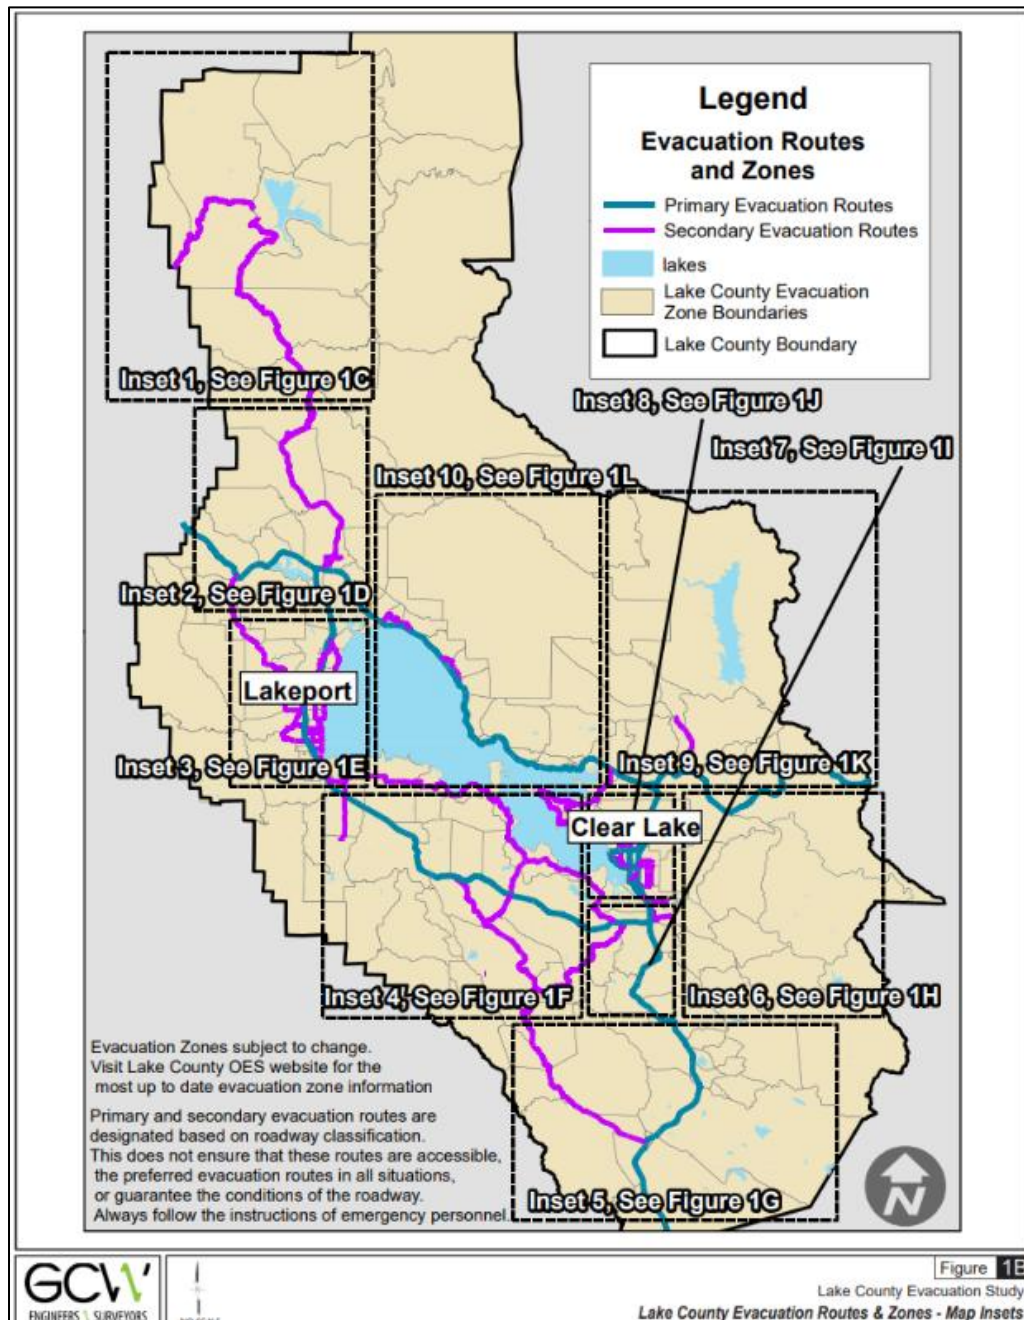 Legend
Evacuation Routes
and Zones
Primary Evacuation Routes
Secondary Evacuation Routes
lakes
Lake County Evacuation
Zone Boundaries
Lake County Boundary
Inset 1, See Figure 1C
Inset 8, See Figure 1J
Inset 7, See Figure 1I
Inset 10, See Figure 1L
Inset 2, See Figure 1D
Lakeport
Inset 3, See Figure 1E
Inset 9, See Figure 1K
Clear Lake
Inset 4, See Figure 1F
Inset 6, See Figure 1H
Evacuation Zones subject to change.
Visit Lake County OES website for the
most up to date evacuation zone information
Primary and secondary evacuation routes are
designated based on roadway classification.
This does not ensure that these routes are accessible,
the preferred evacuation routes in all situations,
or guarantee the conditions of the roadway.
Always follow the instructions of emergency personnel.
Inset 5, See Figure 1G
N
GCW
ENGINEERS \ SURVEYORS
Figure 1B
Lake County Evacuation Study
Lake County Evacuation Routes & Zones - Map Insets